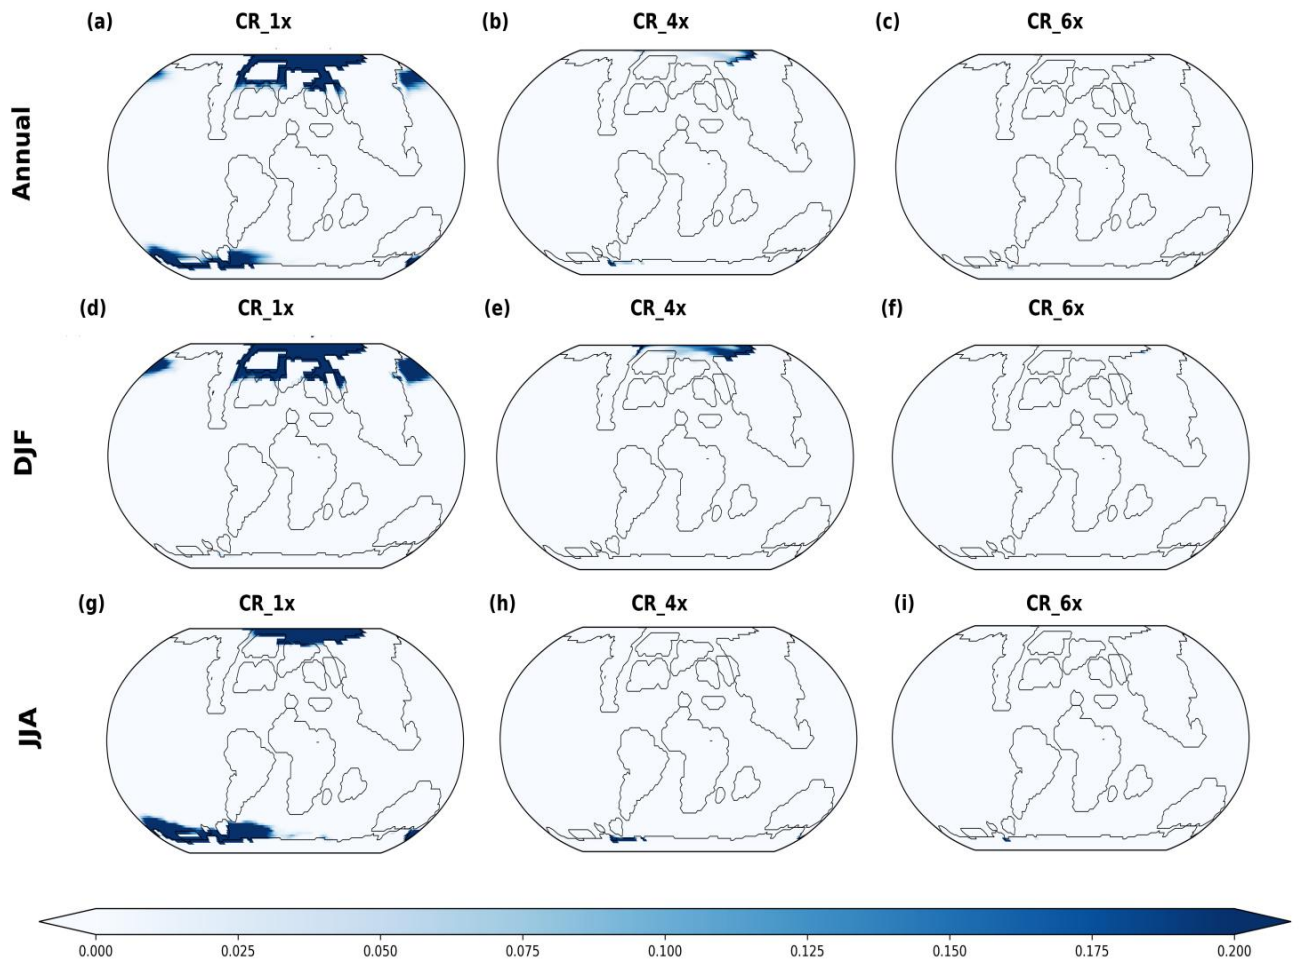 (a) CR_1x (b) CR_4x (c) CR_6x
Annual
(d) CR_1x (e) CR_4x (f) CR_6x
DJF
(g) CR_1x (h) CR_4x (i) CR_6x
JJA
0.000 0.025 0.050 0.075 0.100 0.125 0.150 0.175 0.200